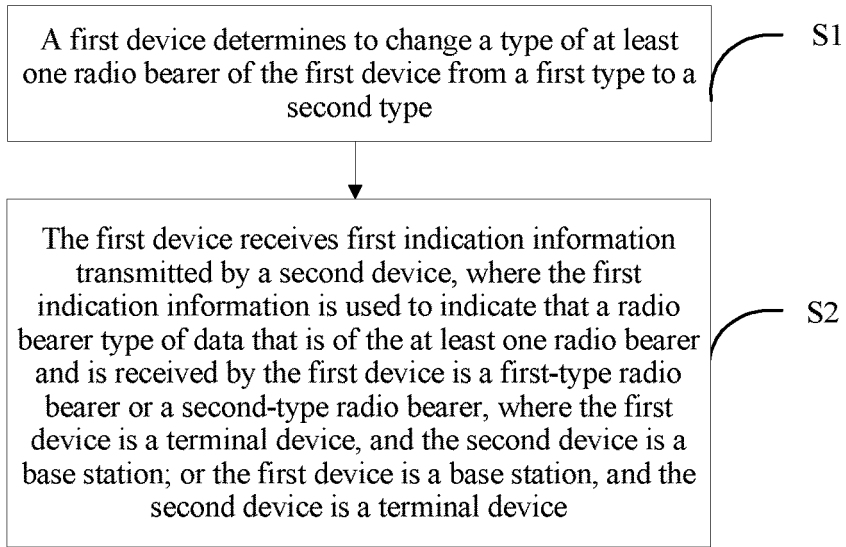 A first device determines to change a type of at least
one radio bearer of the first device from a first type to a
second type
S1
The first device receives first indication information
transmitted by a second device, where the first
indication information is used to indicate that a radio
bearer type of data that is of the at least one radio bearer
and is received by the first device is a first-type radio
bearer or a second-type radio bearer, where the first
device is a terminal device, and the second device is a
base station; or the first device is a base station, and the
second device is a terminal device
S2